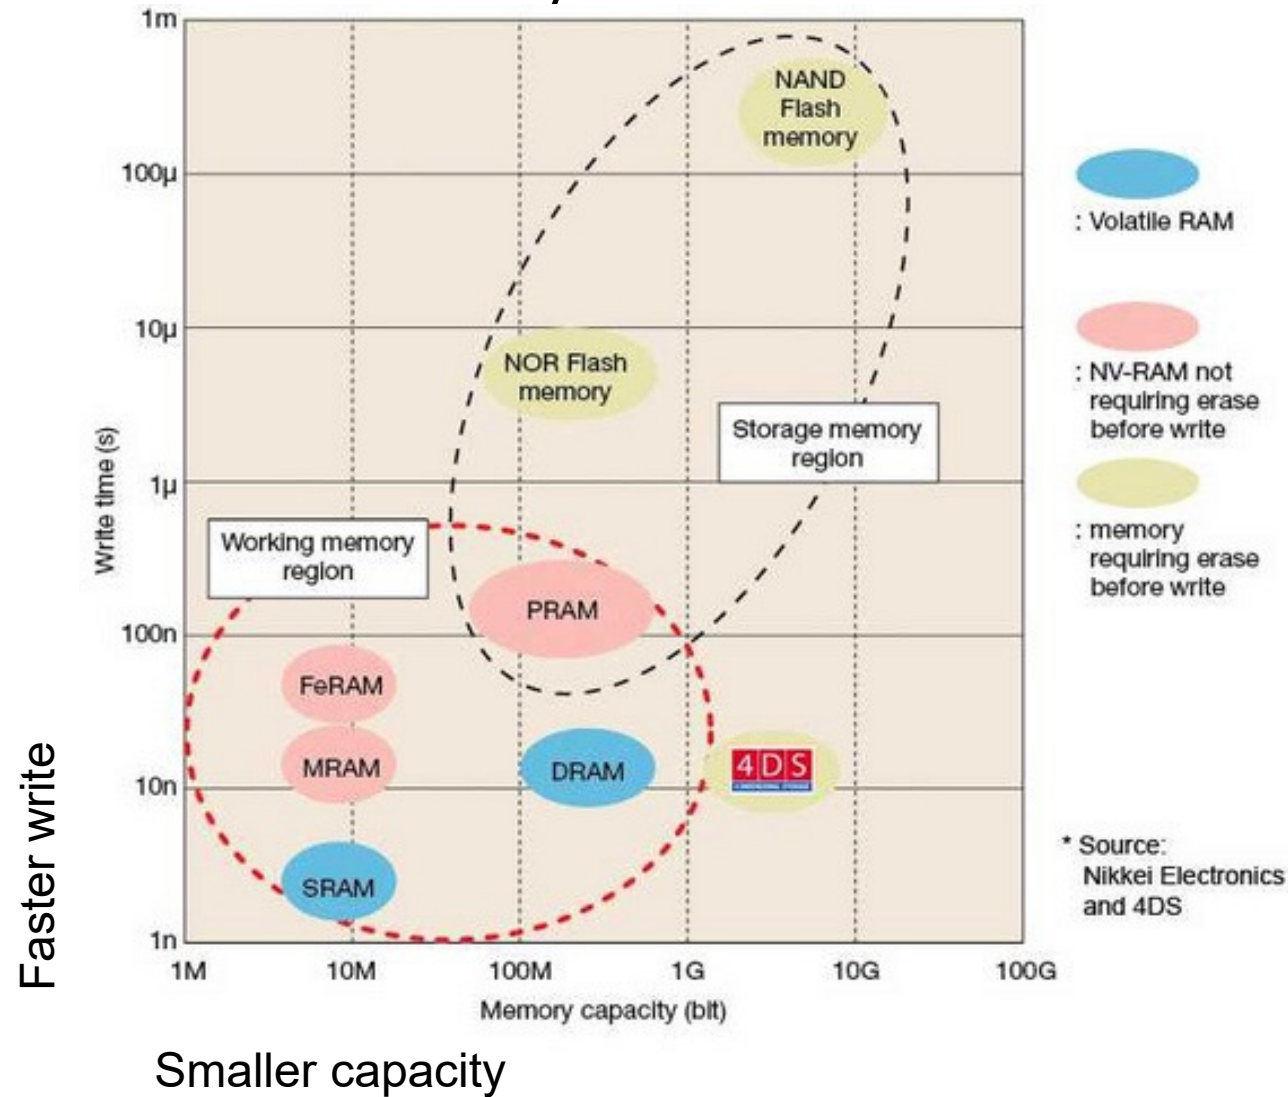 1m
NAND
Flash
memory
100μ
: Volatile RAM
10μ
NOR Flash
memory
: NV-RAM not
requiring erase
before write
Storage memory
region
Write time (s)
1μ
: memory
requiring erase
before write
Working memory
region
PRAM
100n
FeRAM
MRAM
DRAM
4DS
10n
Faster write
SRAM
* Source:
Nikkei Electronics
and 4DS
1n
1M 10M 100M 1G 10G 100G
Memory capacity (bit)
Smaller capacity